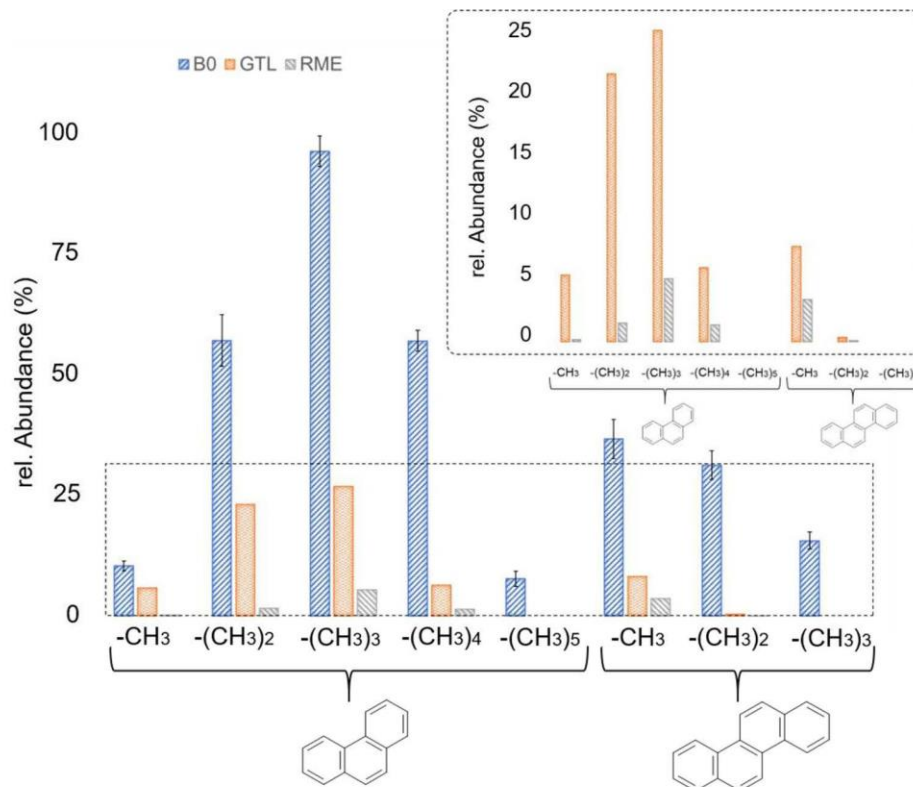 B0 GTL RME
rel. Abundance (%)
100
75
50
25
0
-CH3 -(CH3)2 -(CH3)3 -(CH3)4 -(CH3)5 -CH3 -(CH3)2 -(CH3)3
rel. Abundance (%)
25
20
15
10
5
0
-CH3 -(CH3)2 -(CH3)3 -(CH3)4 -(CH3)5 -CH3 -(CH3)2 -(CH3)